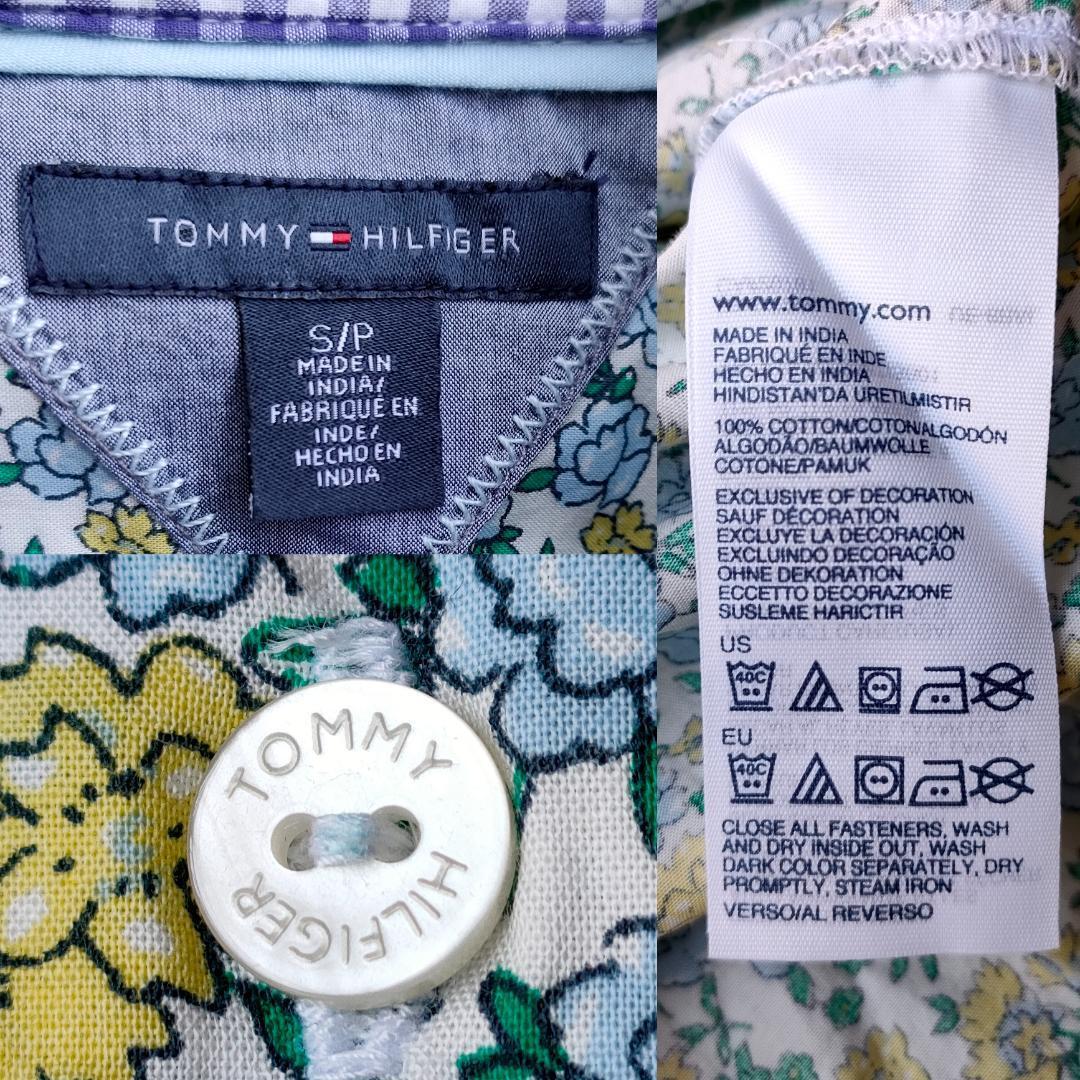 TOMMY HILFIGER
S/P
MADE IN
INDIA/
FABRIQUÉ EN
INDE/
HECHO EN
INDIA
TOMMY
HILFIGER
www.tommy.com
MADE IN INDIA
FABRIQUÉ EN INDE
HECHO EN INDIA
HINDISTAN'DA URETILMISTIR
100% COTTON/COTON/ALGODÓN
ALGODÃO/BAUMWOLLE
COTONE/PAMUK
EXCLUSIVE OF DECORATION
SAUF DÉCORATION
EXCLUYE LA DECORACIÓN
EXCLUINDO DECORAÇÃO
OHNE DEKORATION
ECCETTO DECORAZIONE
SUSLEME HARICTIR
US
40C
EU
40C
CLOSE ALL FASTENERS, WASH
AND DRY INSIDE OUT, WASH
DARK COLOR SEPARATELY, DRY
PROMPTLY, STEAM IRON
VERSO/AL REVERSO